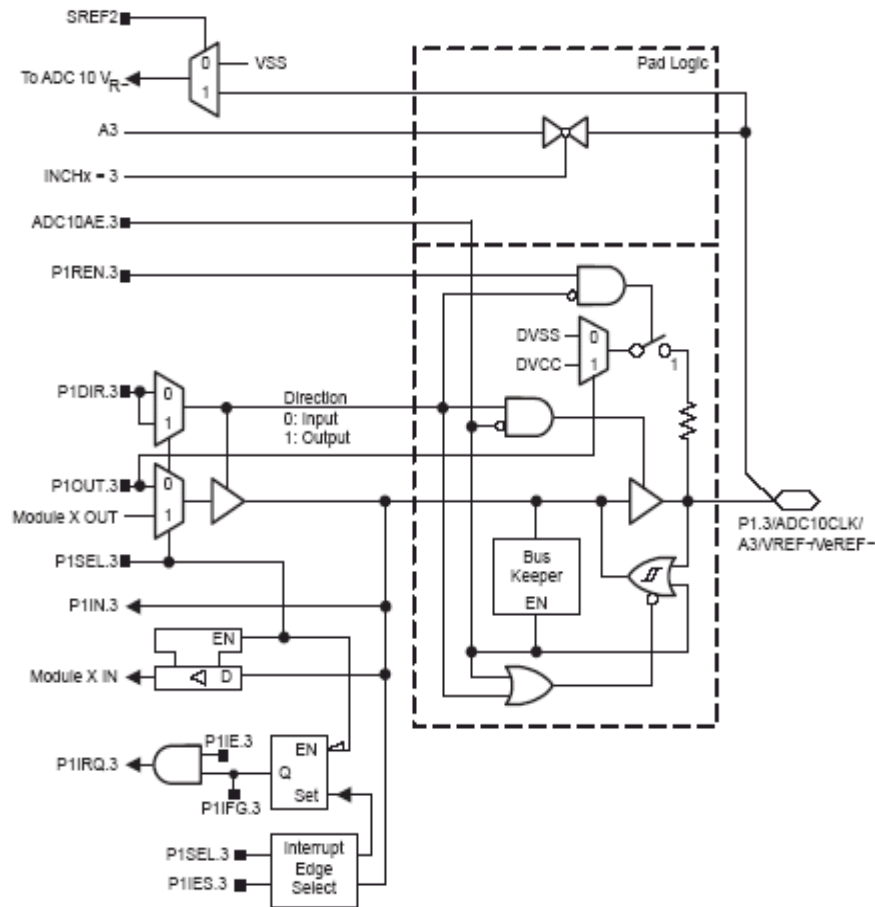 SREF2
0
VSS
To ADC 10 VR-
1
Pad Logic
A3
INCHx = 3
ADC10AE.3
P1REN.3
DVSS
0
DVCC
1
1
P1DIR.3
0
1
Direction
0: Input
1: Output
P1OUT.3
0
Module X OUT
1
P1SEL.3
P1.3/ADC10CLK/
A3/VREF-/VeREF-
Bus
Keeper
EN
P1IN.3
EN
Module X IN
D
P1IE.3
P1IRQ.3
EN
Q
P1IFG.3
Set
P1SEL.3
P1IES.3
Interrupt
Edge
Select